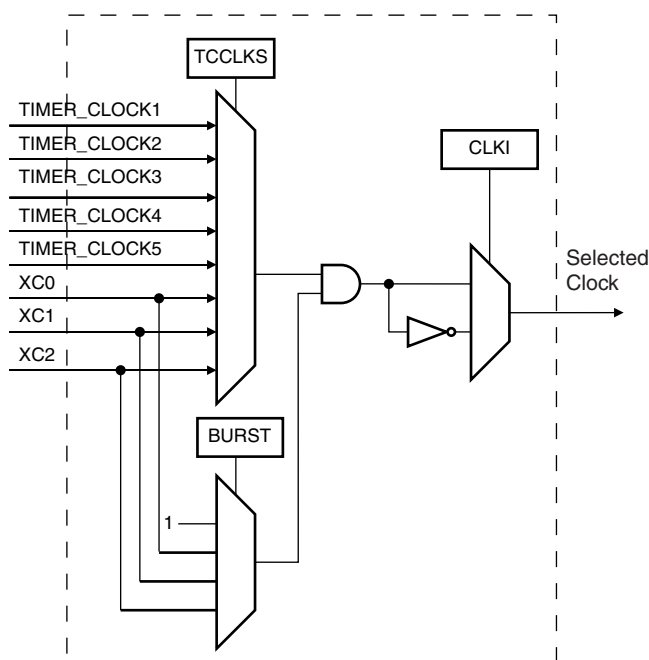 TCCLKS
TIMER_CLOCK1
TIMER_CLOCK2
TIMER_CLOCK3
TIMER_CLOCK4
TIMER_CLOCK5
XC0
XC1
XC2
CLKI
Selected
Clock
BURST
1